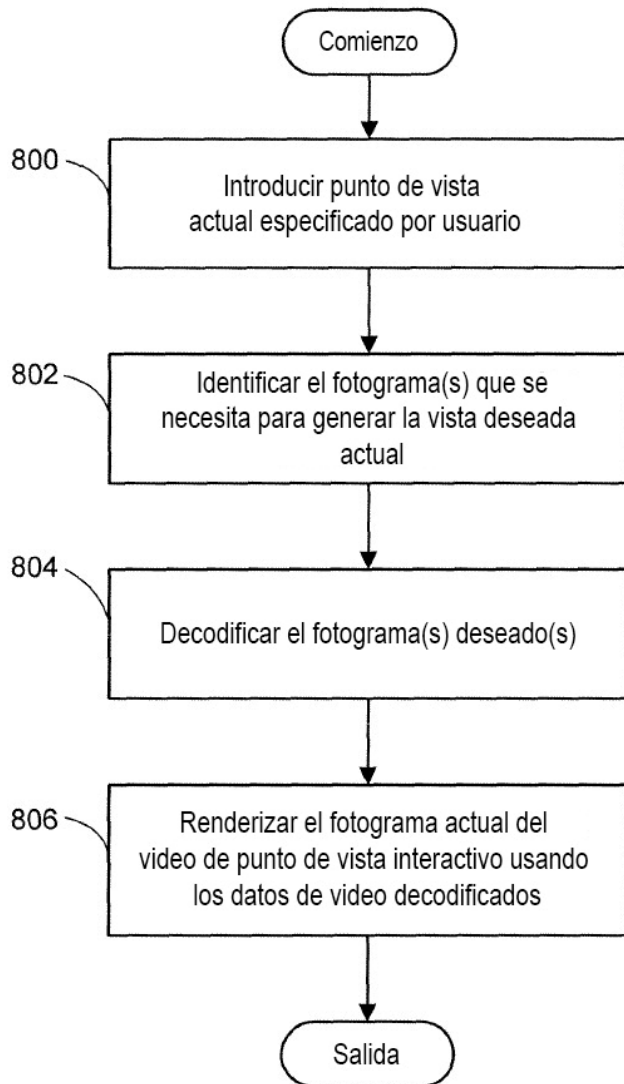 Comienzo
800
Introducir punto de vista
actual especificado por usuario
802
Identificar el fotograma(s) que se
necesita para generar la vista deseada
actual
804
Decodificar el fotograma(s) deseado(s)
806
Renderizar el fotograma actual del
video de punto de vista interactivo usando
los datos de video decodificados
Salida